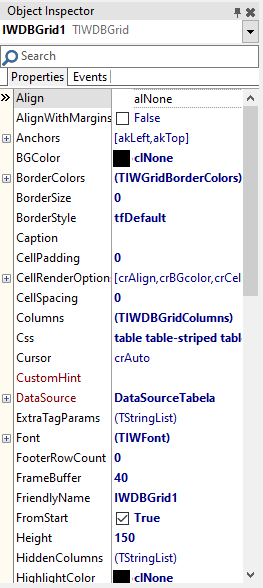 Object Inspector
IWDBGrid1 TIWDBGrid
Search
Properties Events
Align alNone
AlignWithMargins False
Anchors [akLeft,akTop]
BGColor clNone
BorderColors (TIWGridBorderColors)
BorderSize 0
BorderStyle tfDefault
Caption
CellPadding 0
CellRenderOption [crAlign,crBGcolor,crCel
CellSpacing 0
Columns (TIWDBGridColumns)
Css table table-striped table
Cursor crAuto
CustomHint
DataSource DataSourceTabela
ExtraTagParams (TStringList)
Font (TIWFont)
FooterRowCount 0
FrameBuffer 40
FriendlyName IWDBGrid1
FromStart True
Height 150
HiddenColumns (TStringList)
HighlightColor clNone